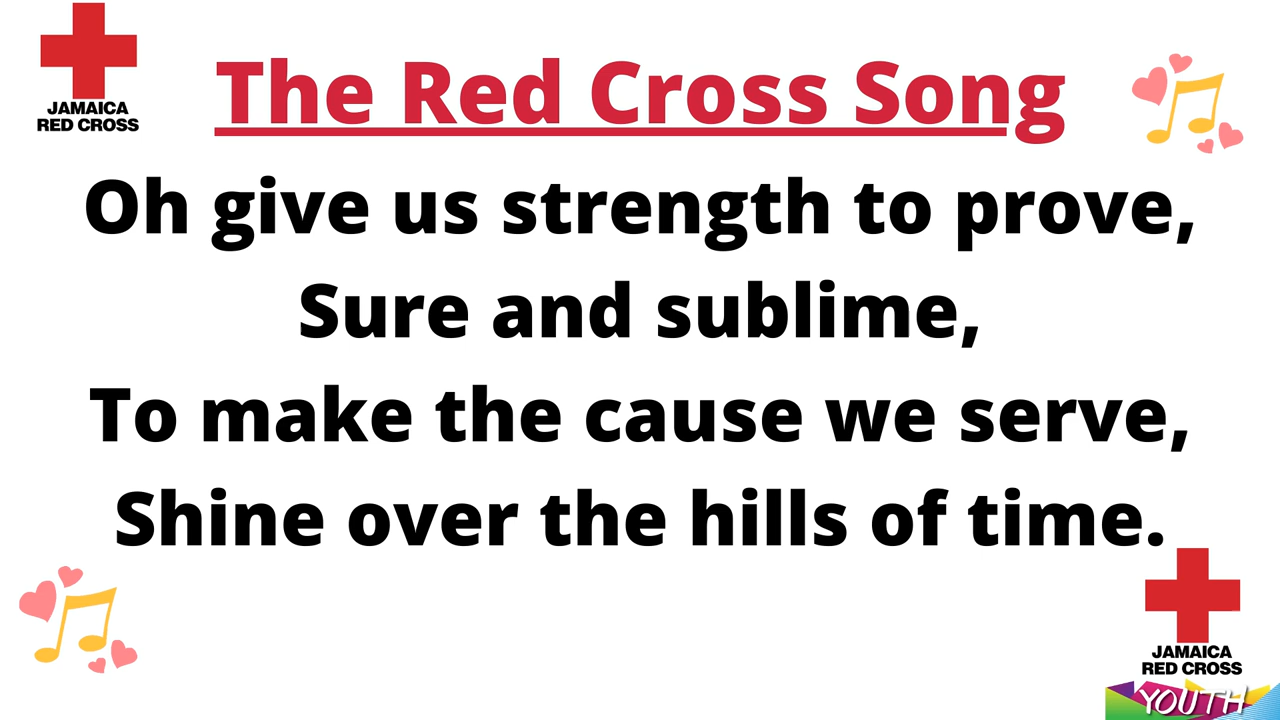 JAMAICA
RED CROSS
The Red Cross Song
Oh give us strength to prove,
Sure and sublime,
To make the cause we serve,
Shine over the hills of time.
JAMAICA
RED CROSS
YOUTH